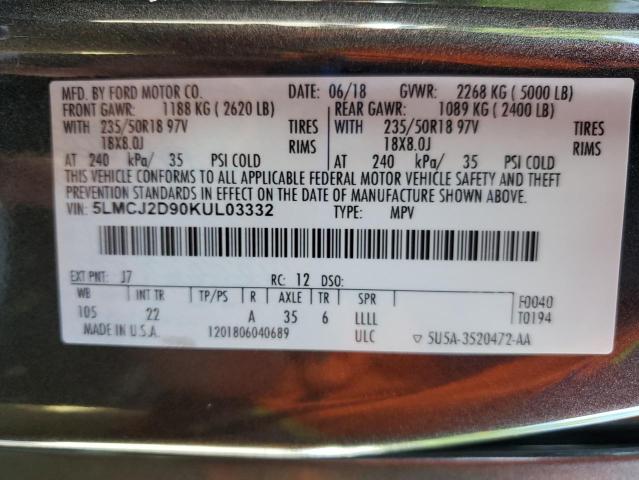 MFD. BY FORD MOTOR CO. DATE: 06/18 GVWR: 2268 KG ( 5000 LB)
FRONT GAWR: 1188 KG ( 2620 LB) REAR GAWR: 1089 KG ( 2400 LB)
WITH 235/50R18 97V TIRES WITH 235/50R18 97V TIRES
18X8.0J RIMS 18X8.0J RIMS
AT 240 kPa/ 35 PSI COLD AT 240 kPa/ 35 PSI COLD
THIS VEHICLE CONFORMS TO ALL APPLICABLE FEDERAL MOTOR VEHICLE SAFETY AND THEFT
PREVENTION STANDARDS IN EFFECT ON THE DATE OF MANUFACTURE SHOWN ABOVE.
VIN: 5LMCJ2D90KUL03332 TYPE: MPV
EXT PNT: J7 RC: 12 DSO:
WB INT TR TP/PS R AXLE TR SPR F0040
105 22 A 35 6 LLLL T0194
MADE IN U.S.A. 1201806040689 ULC ▽ 5U5A-3520472-AA